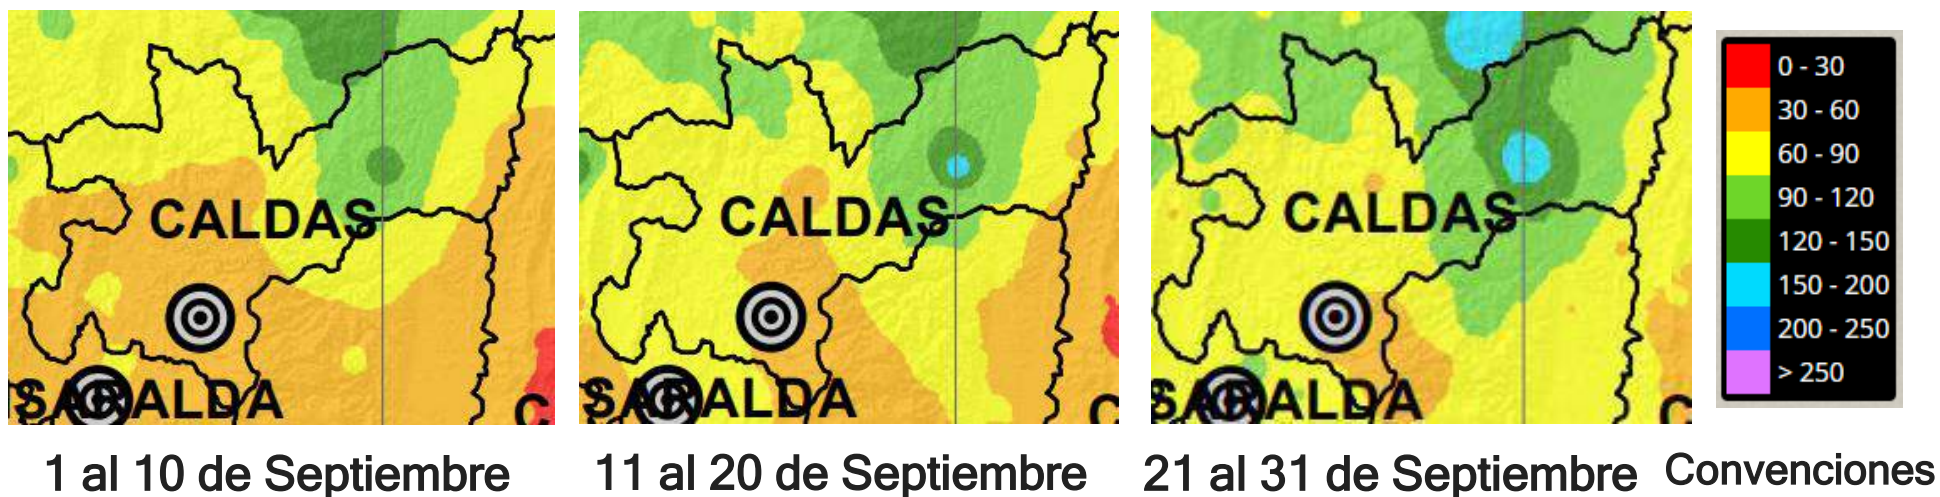 CALDAS
SARALDA
C
CALDAS
SARALDA
C
CALDAS
SARALDA
C
0 - 30
30 - 60
60 - 90
90 - 120
120 - 150
150 - 200
200 - 250
> 250
1 al 10 de Septiembre
11 al 20 de Septiembre
21 al 31 de Septiembre
Convenciones